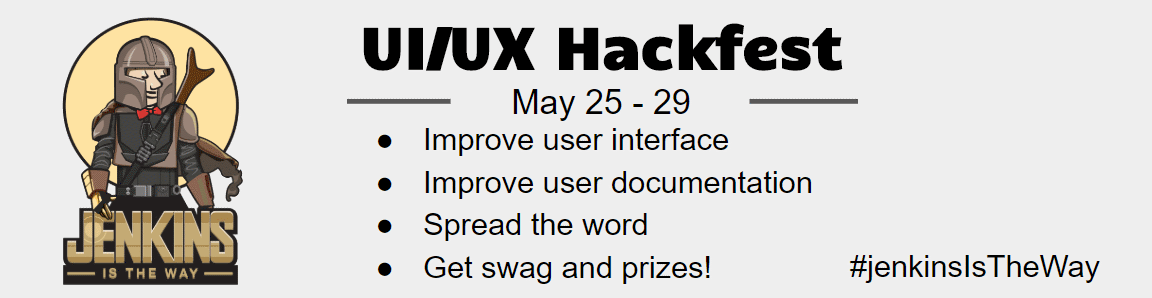 UI/UX Hackfest
May 25 - 29
● Improve user interface
● Improve user documentation
● Spread the word
● Get swag and prizes!
#jenkinsIsTheWay
JENKINS
IS THE WAY